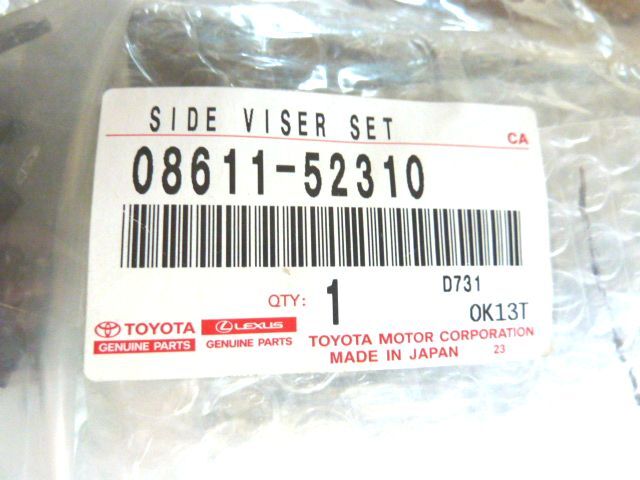 SIDE VISER SET
CA
08611-52310
D731
QTY: 1
0K13T
TOYOTA
GENUINE PARTS
LEXUS
GENUINE PARTS
TOYOTA MOTOR CORPORATION
MADE IN JAPAN 23